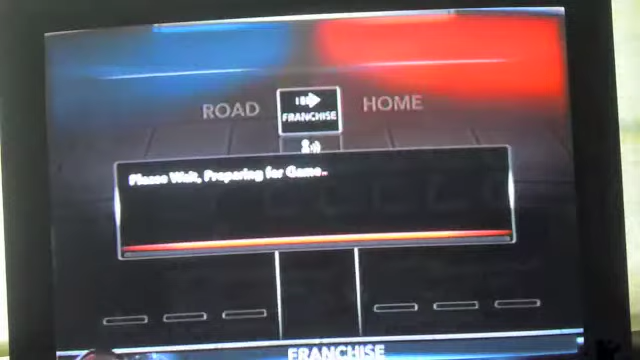 ROAD
FRANCHISE
HOME
Please Wait, Preparing for Game..
FRANCHISE